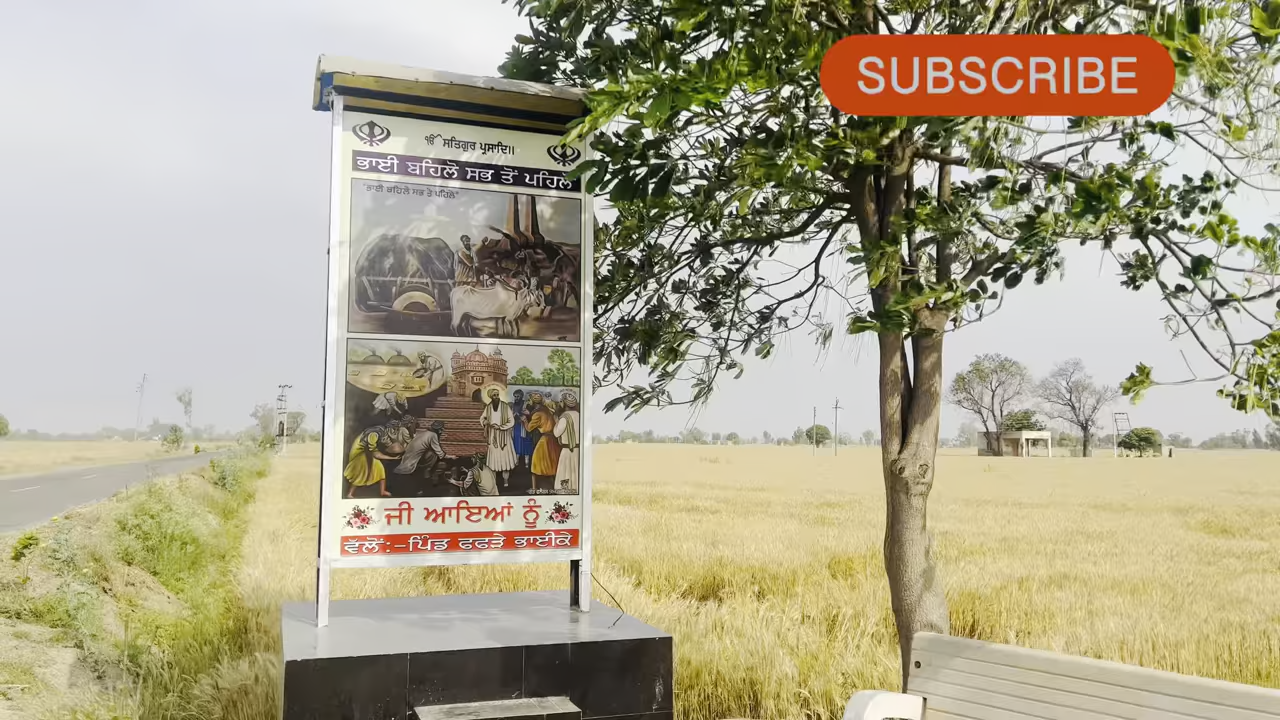 SUBSCRIBE
ੴ ਸਤਿਗੁਰ ਪ੍ਰਸਾਦਿ।।
ਭਾਈ ਬਹਿਲੋ ਸਭ ਤੋਂ ਪਹਿਲੋ
"ਭਾਈ ਬਹਿਲੋ ਸਭ ਤੋ ਪਹਿਲੋ"
ਜੀ ਆਇਆਂ ਨੂੰ
ਵੱਲੋਂ:-ਪਿੰਡ ਫਫੜੇ ਭਾਈਕੇ